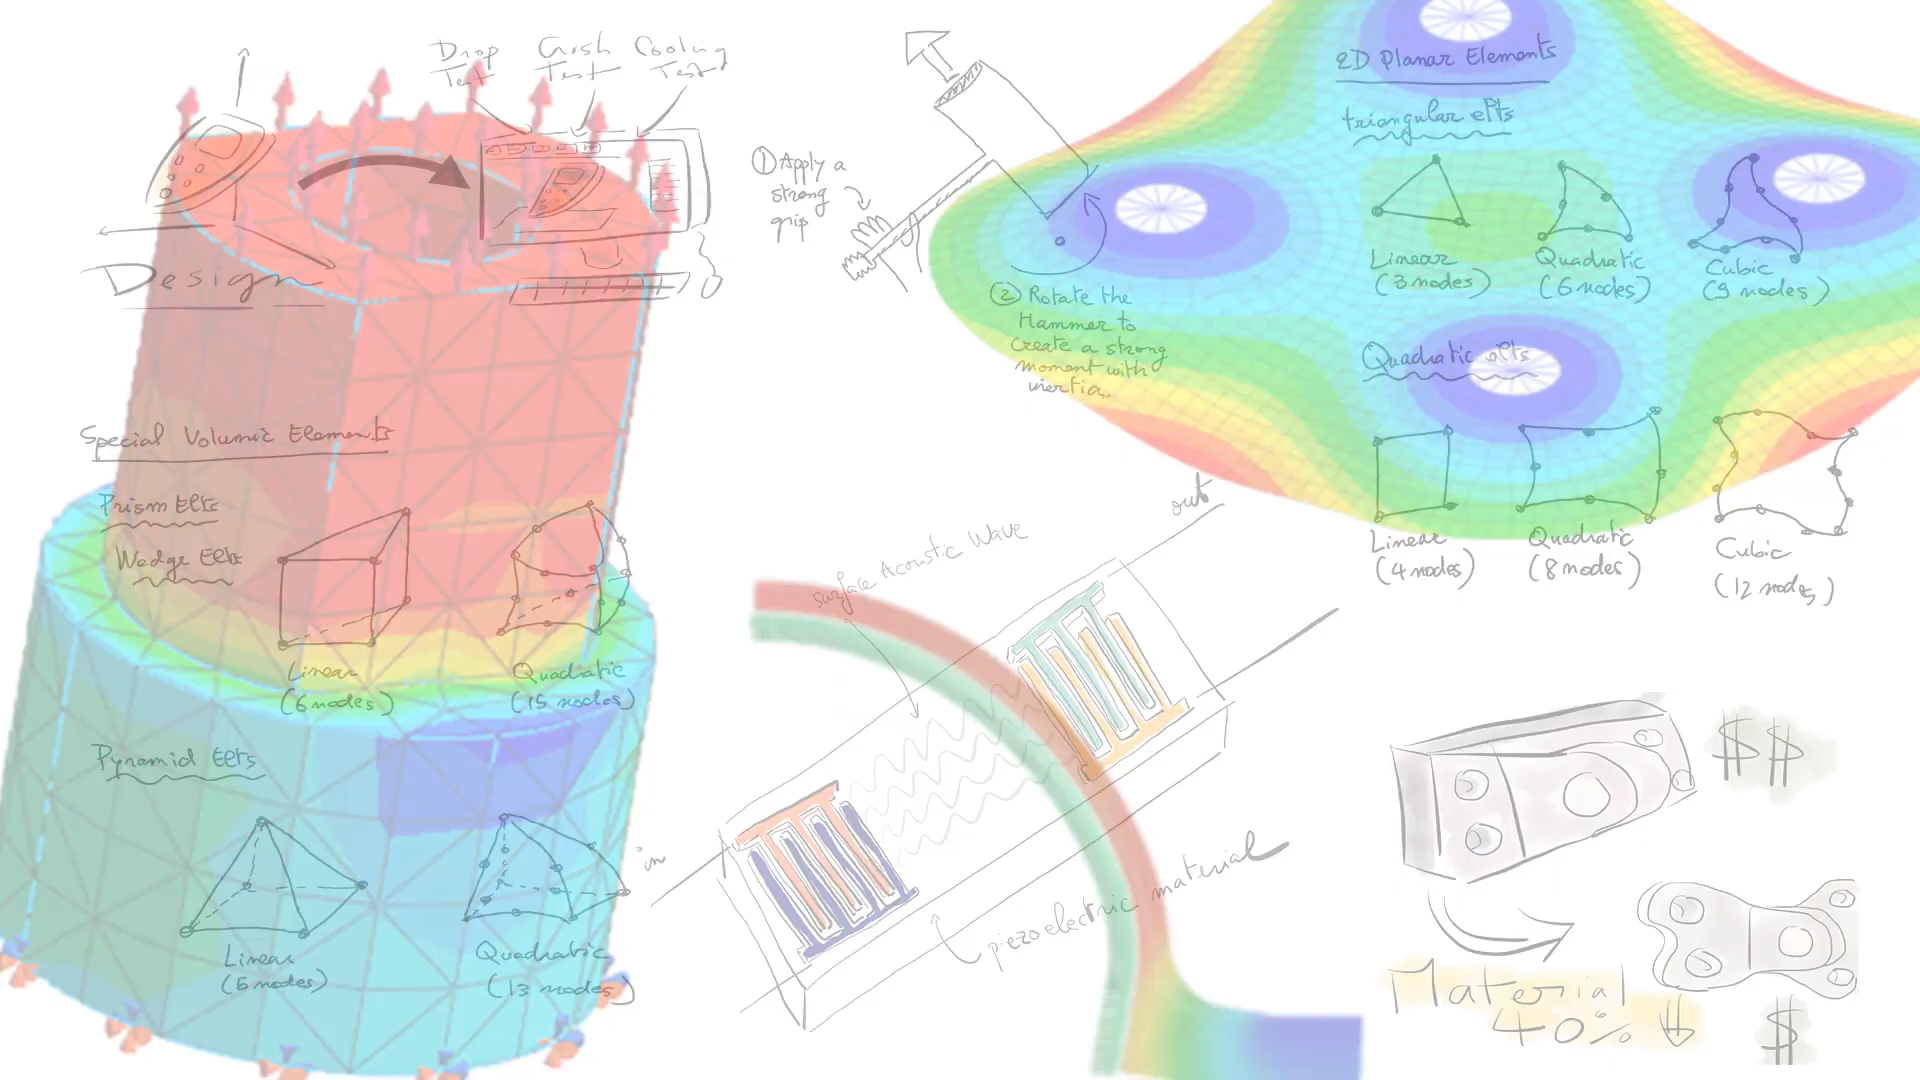 Drop Test
Crash Test
Cooling Test
Design
Special Volumic Elements
Prism Elts
Wedge Elts
Linear
(6 nodes)
Quadratic
(15 nodes)
Pyramid Elts
Linear
(5 nodes)
Quadratic
(13 nodes)
① Apply a
strong
grip
② Rotate the
Hammer to
create a strong
moment with
inertia.
2D Planar Elements
triangular elts
Linear
(3 nodes)
Quadratic
(6 nodes)
Cubic
(9 nodes)
Quadratic elts
Linear
(4 nodes)
Quadratic
(8 nodes)
Cubic
(12 nodes)
surface Acoustic Wave
out
in
piezoelectric material
$$
Material
40% ↓
$